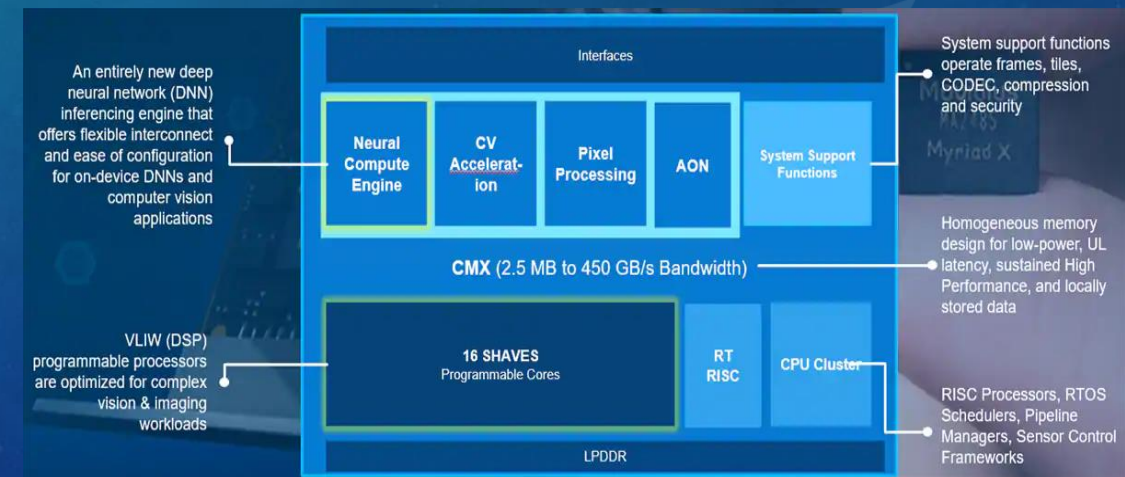 An entirely new deep
neural network (DNN)
inferencing engine that
offers flexible interconnect
and ease of configuration
for on-device DNNs and
computer vision
applications
VLIW (DSP)
programmable processors
are optimized for complex
vision & imaging
workloads
Interfaces
Neural
Compute
Engine
CV
Accelerat-
ion
Pixel
Processing
AON
System Support
Functions
CMX (2.5 MB to 450 GB/s Bandwidth)
16 SHAVES
Programmable Cores
RT
RISC
CPU Cluster
LPDDR
System support functions
operate frames, tiles,
CODEC, compression
and security
Myriad X
Homogeneous memory
design for low-power, UL
latency, sustained High
Performance, and locally
stored data
RISC Processors, RTOS
Schedulers, Pipeline
Managers, Sensor Control
Frameworks